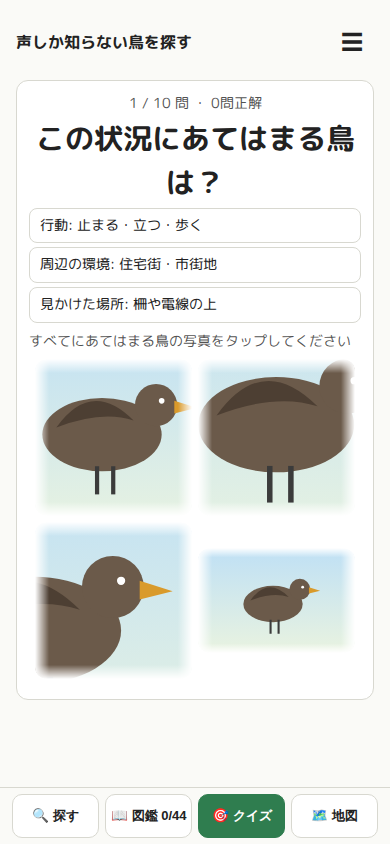 声しか知らない鳥を探す
1 / 10 問 · 0問正解
この状況にあてはまる鳥
は？
行動: 止まる · 立つ · 歩く
周辺の環境: 住宅街 · 市街地
見かけた場所: 柵や電線の上
すべてにあてはまる鳥の写真をタップしてください
探す 図鑑 0/44 クイズ 地図